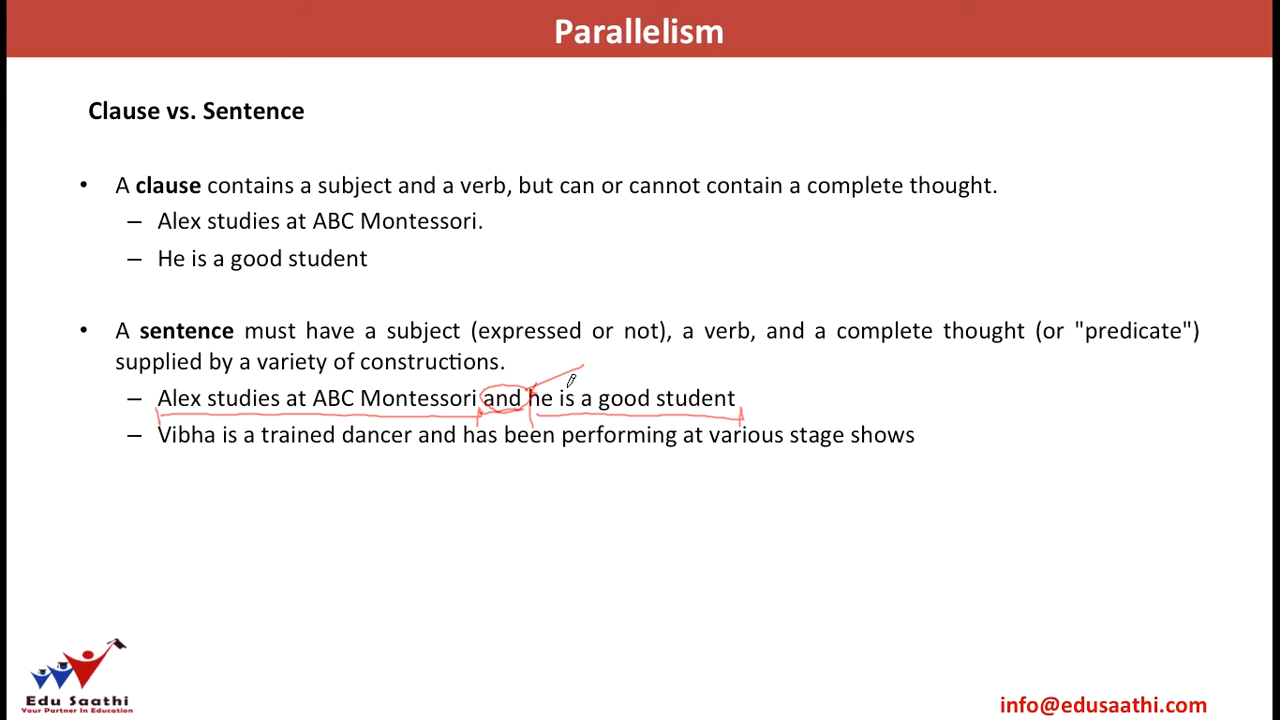 Parallelism
Clause vs. Sentence
• A clause contains a subject and a verb, but can or cannot contain a complete thought.
– Alex studies at ABC Montessori.
– He is a good student
• A sentence must have a subject (expressed or not), a verb, and a complete thought (or "predicate")
supplied by a variety of constructions.
– Alex studies at ABC Montessori and he is a good student
– Vibha is a trained dancer and has been performing at various stage shows
Edu Saathi
Your Partner In Education
info@edusaathi.com